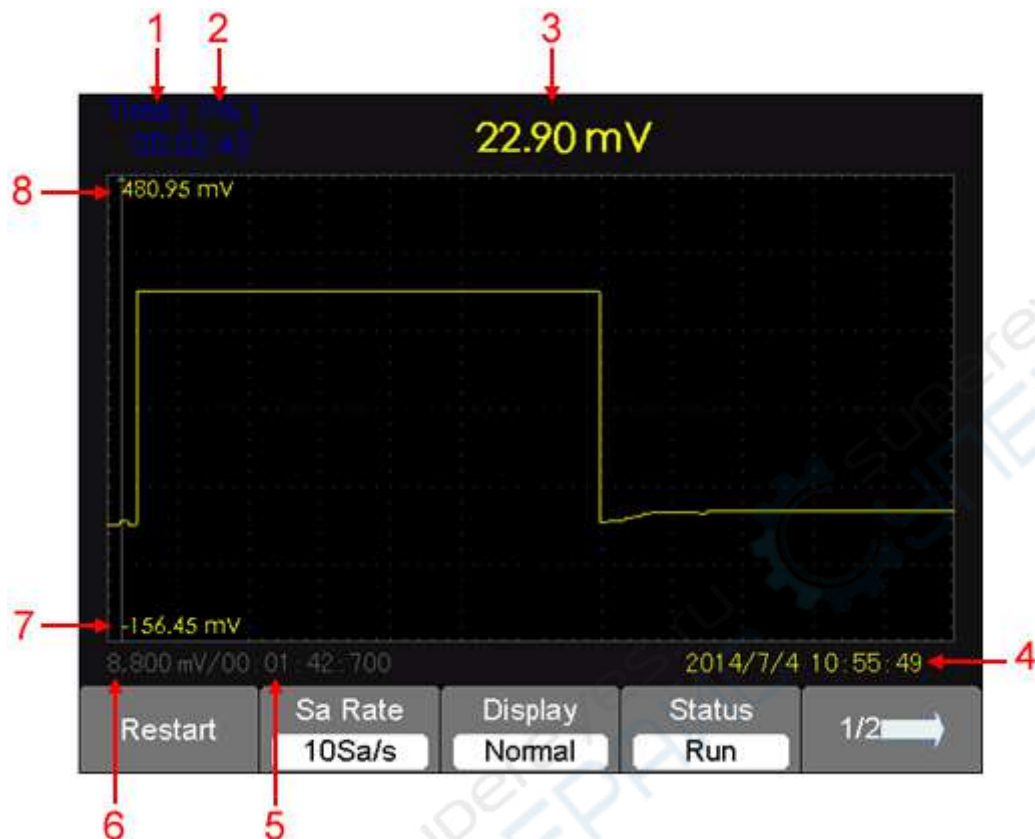 1 2 3
22.90 mV
8 480.95 mV
7 -156.45 mV
8.800 mV/00:01:42:700
2014/7/4 10:55:49 4
Restart
Sa Rate
10Sa/s
Display
Normal
Status
Run
1/2
6 5